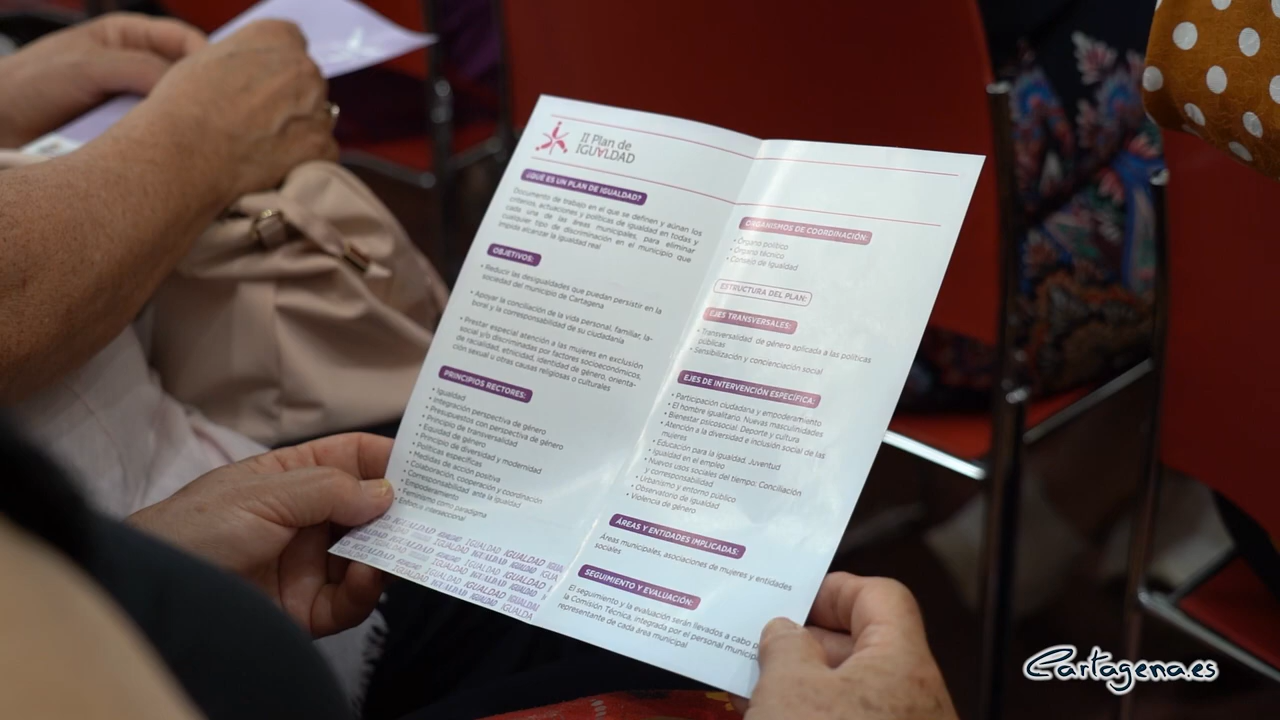 II Plan de
IGUALDAD
¿QUÉ ES UN PLAN DE IGUALDAD?
Documento de trabajo en el que se definen y aúnan los
criterios, actuaciones y políticas de igualdad en todas y
cada una de las áreas municipales, para eliminar
cualquier tipo de discriminación en el municipio que
impida alcanzar la igualdad real
OBJETIVOS:
• Reducir las desigualdades que puedan persistir en la
sociedad del municipio de Cartagena
• Apoyar la conciliación de la vida personal, familiar, la-
boral y la corresponsabilidad de su ciudadanía
• Prestar especial atención a las mujeres en exclusión
social y/o discriminadas por factores socioeconómicos,
de racialidad, etnicidad, identidad de género, orienta-
ción sexual u otras causas religiosas o culturales
PRINCIPIOS RECTORES:
• Igualdad
• Integración perspectiva de género
• Presupuestos con perspectiva de género
• Principio de transversalidad
• Equidad de género
• Principio de diversidad y modernidad
• Políticas específicas
• Medidas de acción positiva
• Colaboración, cooperación y coordinación
• Corresponsabilidad ante la igualdad
• Empoderamiento
• Feminismo como paradigma
• Enfoque interseccional
IGUALDAD IGUALDAD IGUALDAD IGUALDAD
ORGANISMOS DE COORDINACIÓN:
• Órgano político
• Órgano técnico
• Consejo de Igualdad
ESTRUCTURA DEL PLAN:
EJES TRANSVERSALES:
• Transversalidad de género aplicada a las políticas
públicas
• Sensibilización y concienciación social
EJES DE INTERVENCIÓN ESPECÍFICA:
• Participación ciudadana y empoderamiento
• El hombre igualitario. Nuevas masculinidades
• Bienestar psicosocial. Deporte y cultura
• Atención a la diversidad e inclusión social de las
mujeres
• Educación para la igualdad. Juventud
• Igualdad en el empleo
• Nuevos usos sociales del tiempo: Conciliación
y corresponsabilidad
• Urbanismo y entorno público
• Observatorio de igualdad
• Violencia de género
ÁREAS Y ENTIDADES IMPLICADAS:
Áreas municipales, asociaciones de mujeres y entidades
sociales
SEGUIMIENTO Y EVALUACIÓN:
El seguimiento y la evaluación serán llevados a cabo
la Comisión Técnica, integrada por el personal
representante de cada área municipal
Cartagena.es